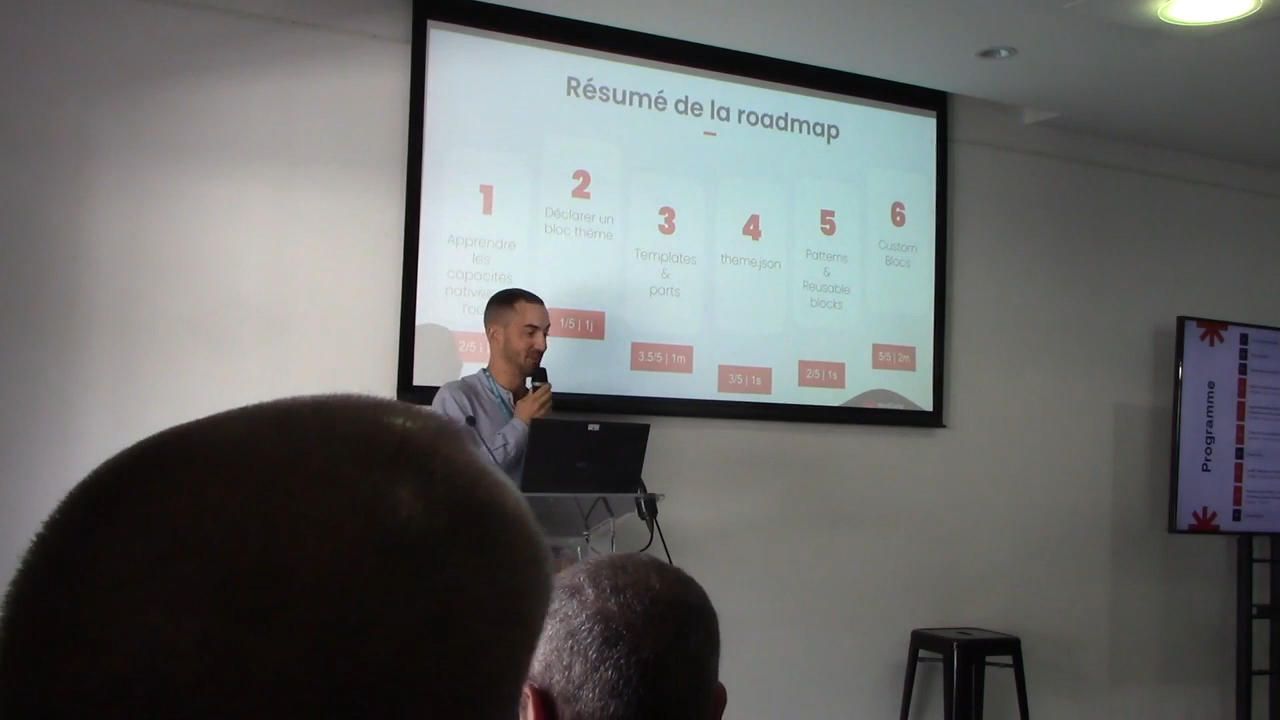 Résumé de la roadmap
1
Apprendre
les
capacités
2
Déclarer un
bloc thème
1/5 | 1j
3
Templates
&
parts
3.5/5 | 1m
4
theme.json
3/5 | 1s
5
Patterns
&
Reusable
blocks
2/5 | 1s
6
Custom
Blocs
5/5 | 2m
2/5
Programme